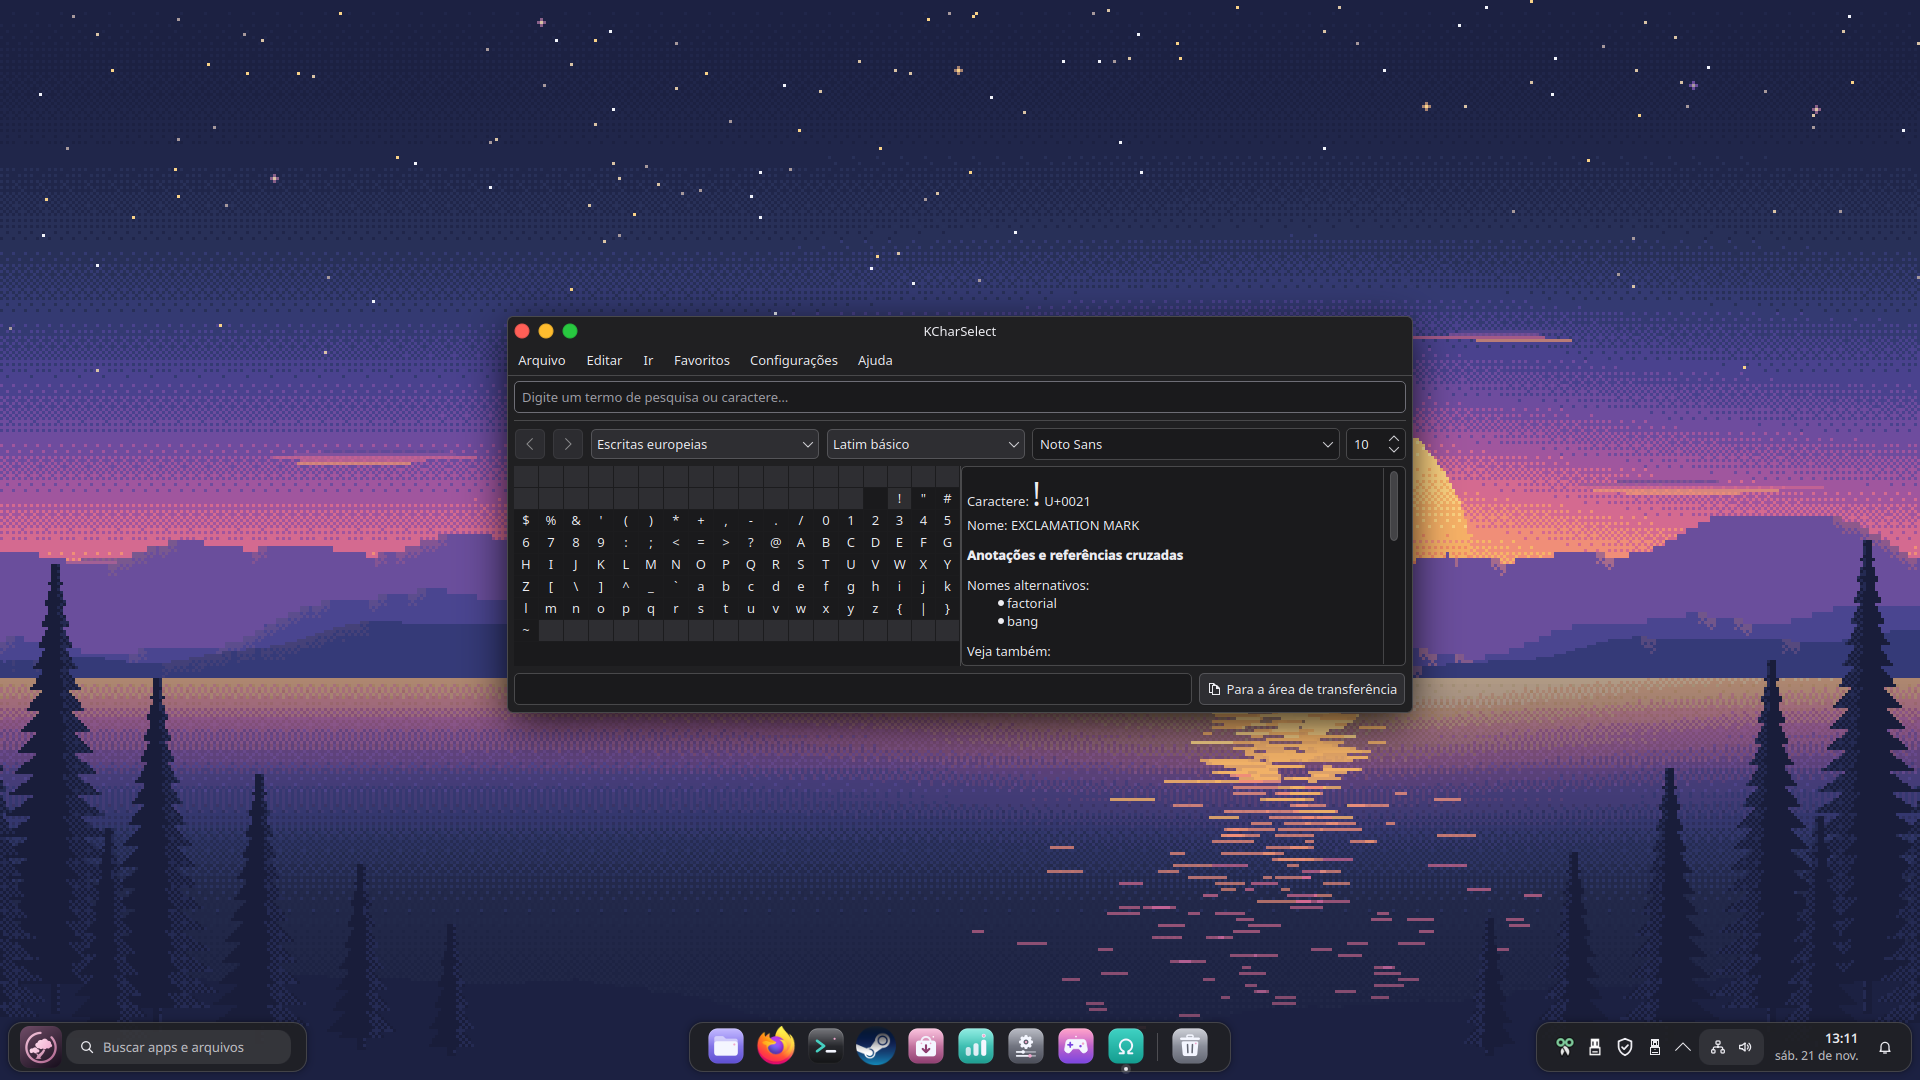 KCharSelect
Arquivo Editar Ir Favoritos Configurações Ajuda
Digite um termo de pesquisa ou caractere...
Escritas europeias Latim básico Noto Sans 10
! " #
$ % & ' ( ) * + , - . / 0 1 2 3 4 5
6 7 8 9 : ; < = > ? @ A B C D E F G
H I J K L M N O P Q R S T U V W X Y
Z [ \ ] ^ _ ` a b c d e f g h i j k
l m n o p q r s t u v w x y z { | }
~
Caractere: ! U+0021
Nome: EXCLAMATION MARK
Anotações e referências cruzadas
Nomes alternativos:
• factorial
• bang
Veja também:
Para a área de transferência
Buscar apps e arquivos
Ω
13:11
sáb. 21 de nov.